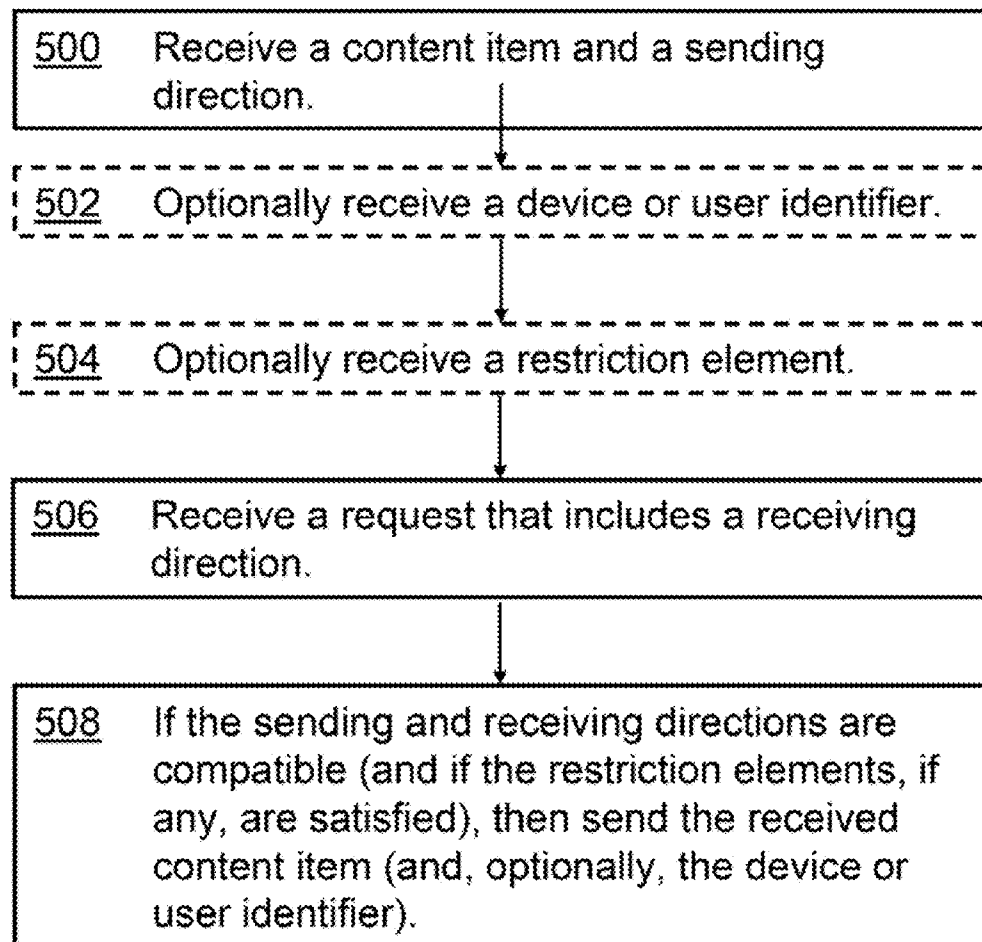 500 Receive a content item and a sending
direction.
502 Optionally receive a device or user identifier.
504 Optionally receive a restriction element.
506 Receive a request that includes a receiving
direction.
508 If the sending and receiving directions are
compatible (and if the restriction elements, if
any, are satisfied), then send the received
content item (and, optionally, the device or
user identifier).